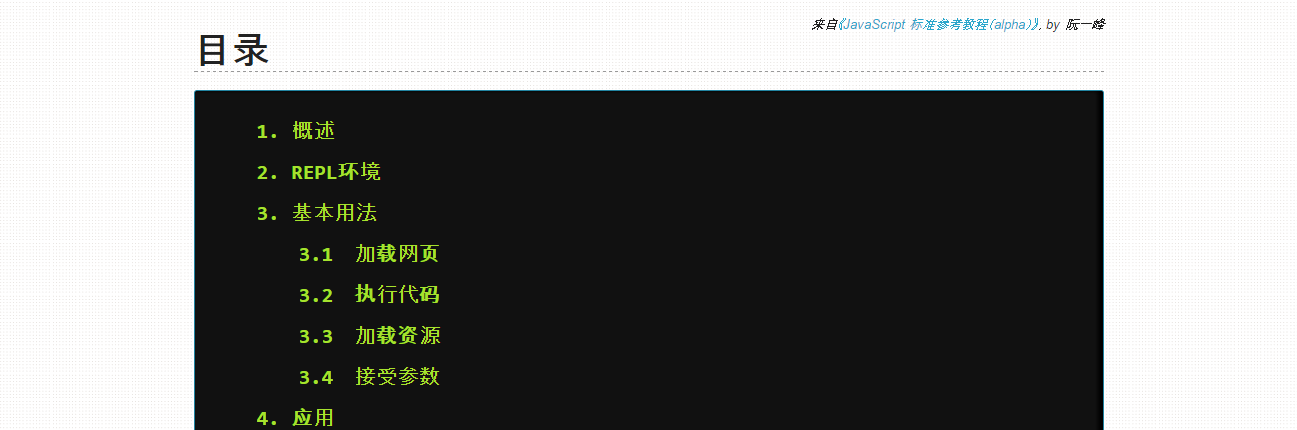 来自《JavaScript 标准参考教程(alpha)》, by 阮一峰
目录
1. 概述
2. REPL环境
3. 基本用法
3.1 加载网页
3.2 执行代码
3.3 加载资源
3.4 接受参数
4. 应用